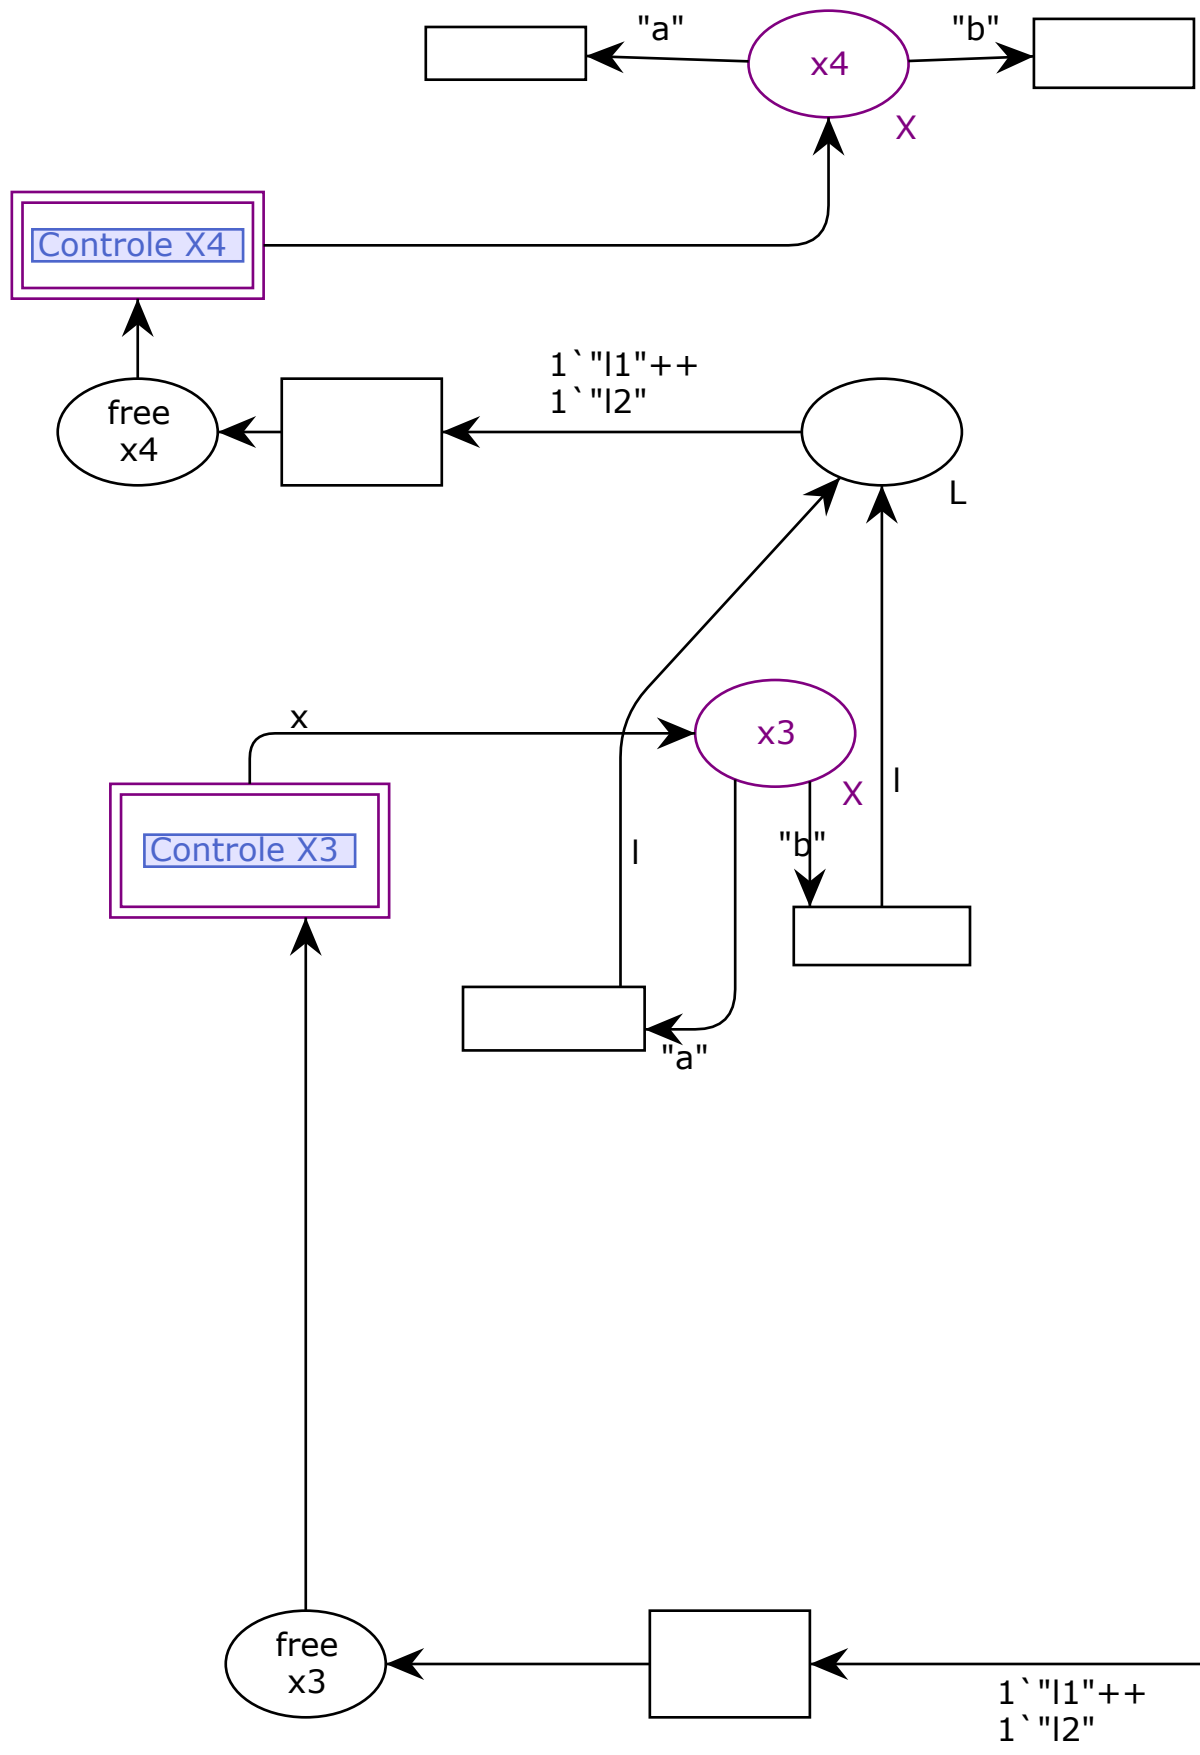 "a"
"b"
x4
X
Controle X4
1`"l1"++
1`"l2"
free
x4
L
x
x3
X
l
"b"
Controle X3
l
"a"
free
x3
1`"l1"++
1`"l2"